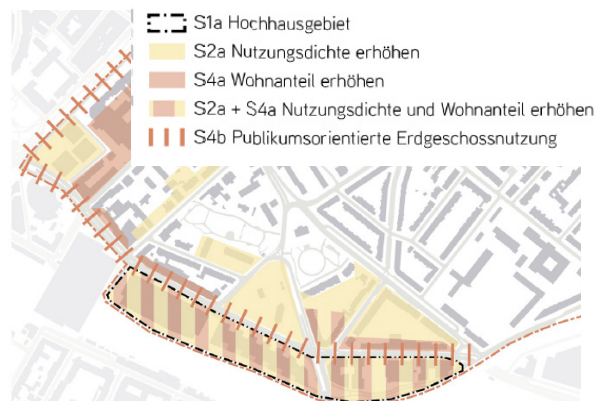 S1a Hochhausgebiet
S2a Nutzungsdichte erhöhen
S4a Wohnanteil erhöhen
S2a + S4a Nutzungsdichte und Wohnanteil erhöhen
S4b Publikumsorientierte Erdgeschossnutzung